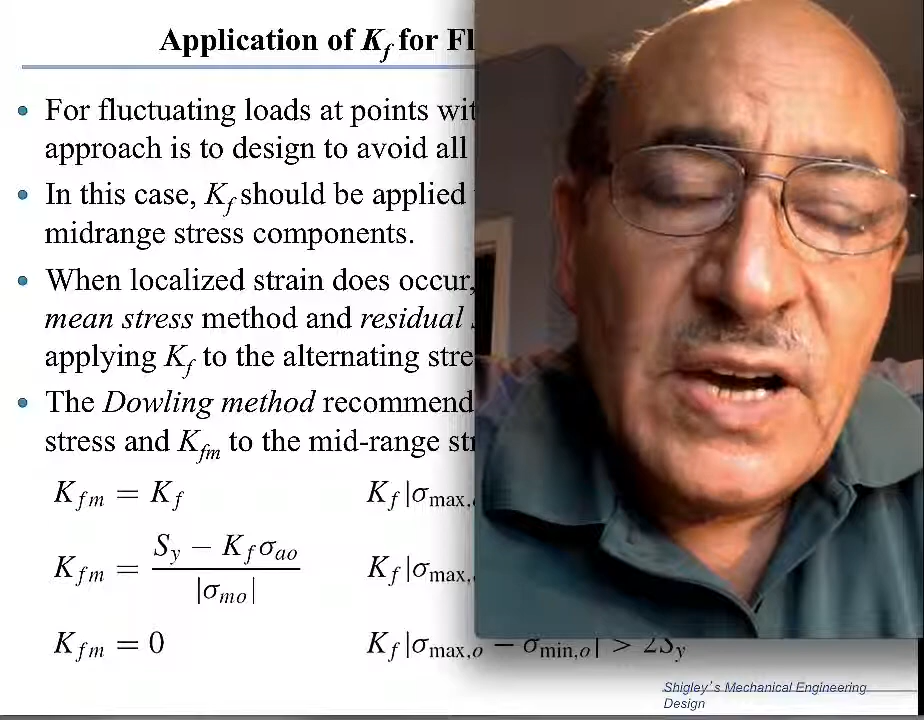 Application of K_f for Fl
For fluctuating loads at points wit
approach is to design to avoid all
In this case, K_f should be applied
midrange stress components.
When localized strain does occur,
mean stress method and residual
applying K_f to the alternating stre
The Dowling method recommend
stress and K_fm to the mid-range str
K_fm = K_f K_f|σ_max,
K_fm = (S_y − K_f σ_ao) / |σ_mo| K_f|σ_max,
K_fm = 0 K_f|σ_max,o − σ_min,o| > 2S_y
Shigley's Mechanical Engineering
Design